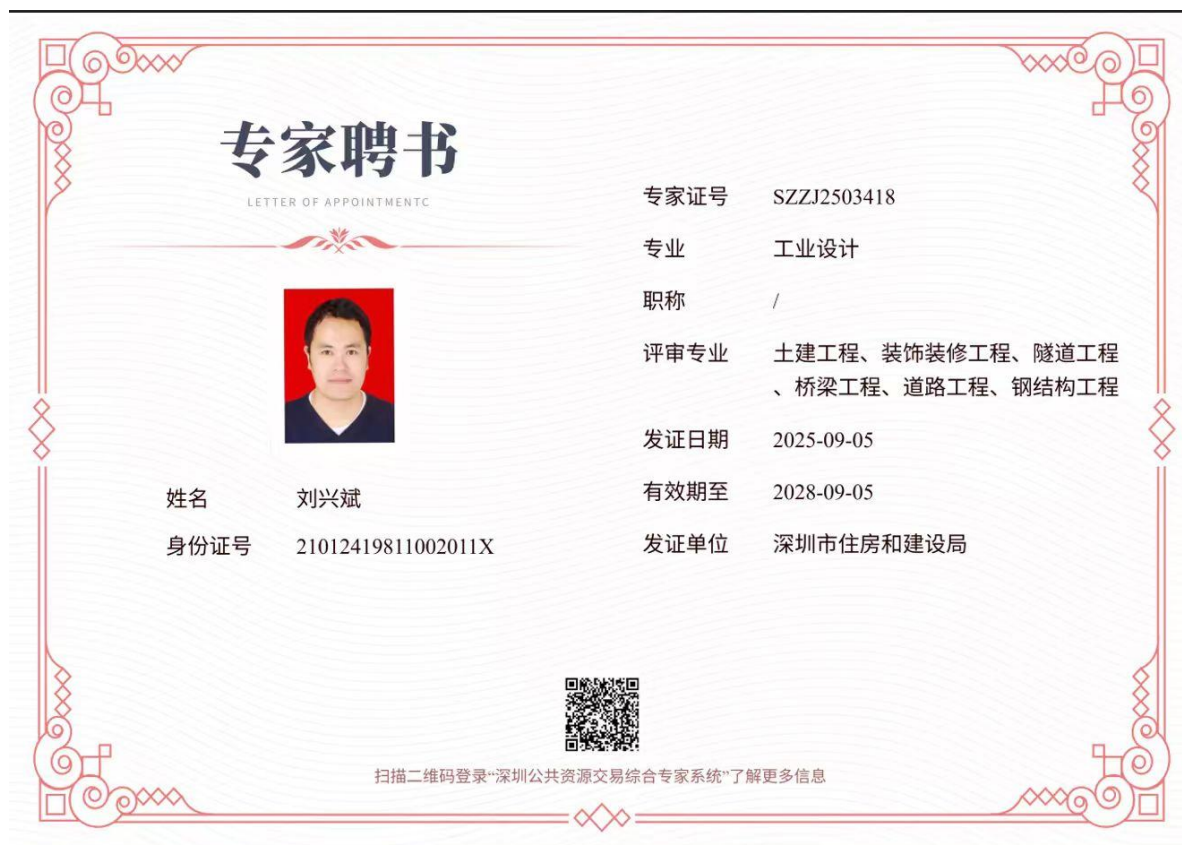 专家聘书
LETTER OF APPOINTMENTC
姓名 刘兴斌
身份证号 21012419811002011X
专家证号 SZZJ2503418
专业 工业设计
职称 /
评审专业 土建工程、装饰装修工程、隧道工程
、桥梁工程、道路工程、钢结构工程
发证日期 2025-09-05
有效期至 2028-09-05
发证单位 深圳市住房和建设局
扫描二维码登录“深圳公共资源交易综合专家系统”了解更多信息